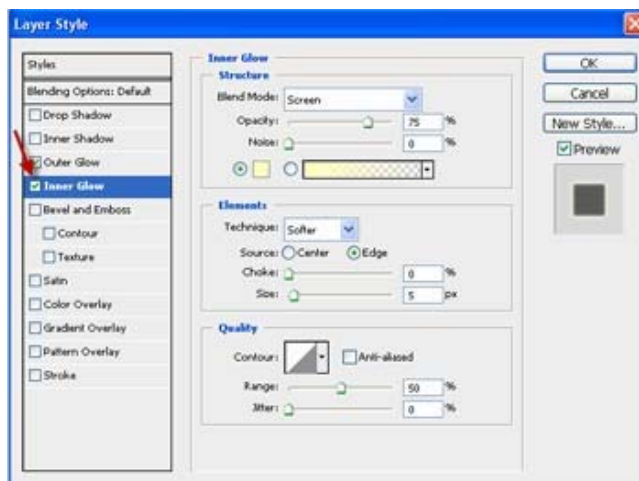 Layer Style
Styles
Blending Options: Default
Drop Shadow
Inner Shadow
Outer Glow
Inner Glow
Bevel and Emboss
Contour
Texture
Satin
Color Overlay
Gradient Overlay
Pattern Overlay
Stroke
Inner Glow
Structure
Blend Mode: Screen
Opacity: 75 %
Noise: 0 %
Elements
Technique: Softer
Source: Center Edge
Choke: 0 %
Size: 5 px
Quality
Contour: Anti-aliased
Range: 50 %
Jitter: 0 %
OK
Cancel
New Style...
Preview